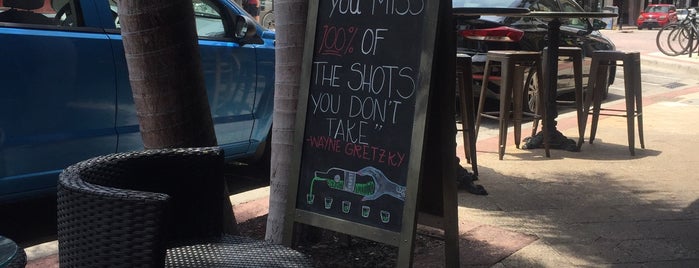 YOU MISS
100% OF
THE SHOTS
YOU DON'T
TAKE"
-WAYNE GRETZKY